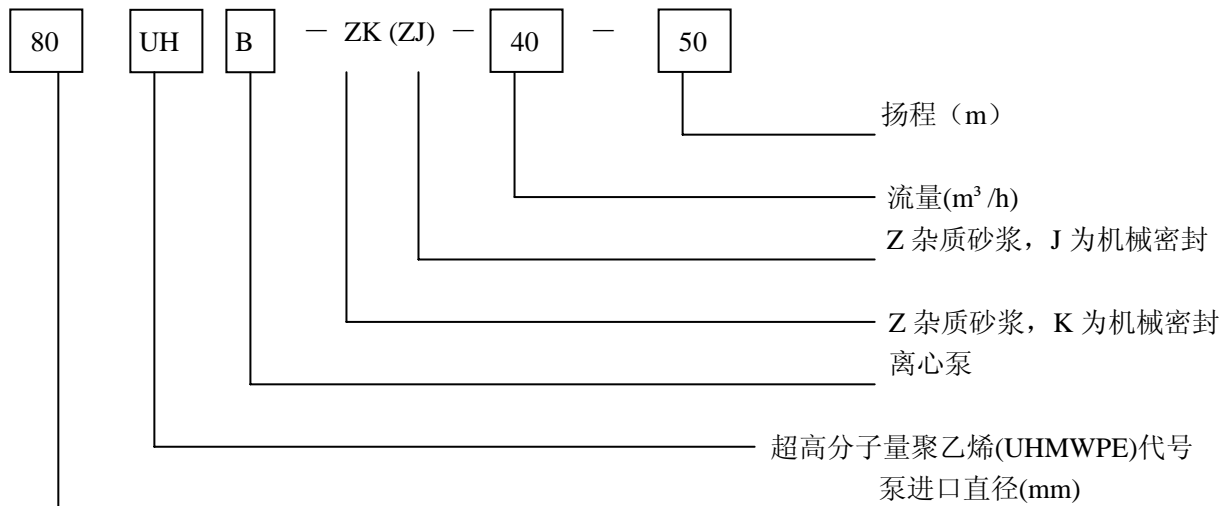 80 UH B － ZK (ZJ) － 40 - 50
扬程（m）
流量(m³/h)
Z 杂质砂浆，J 为机械密封
Z 杂质砂浆，K 为机械密封
离心泵
超高分子量聚乙烯(UHMWPE)代号
泵进口直径(mm)